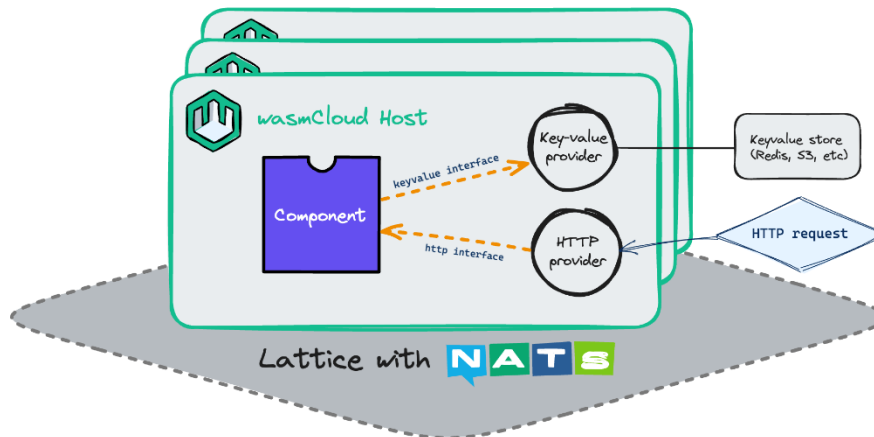 wasmCloud Host
Key-value
provider
Keyvalue store
(Redis, S3, etc)
keyvalue interface
Component
HTTP request
http interface
HTTP
provider
Lattice with NATS